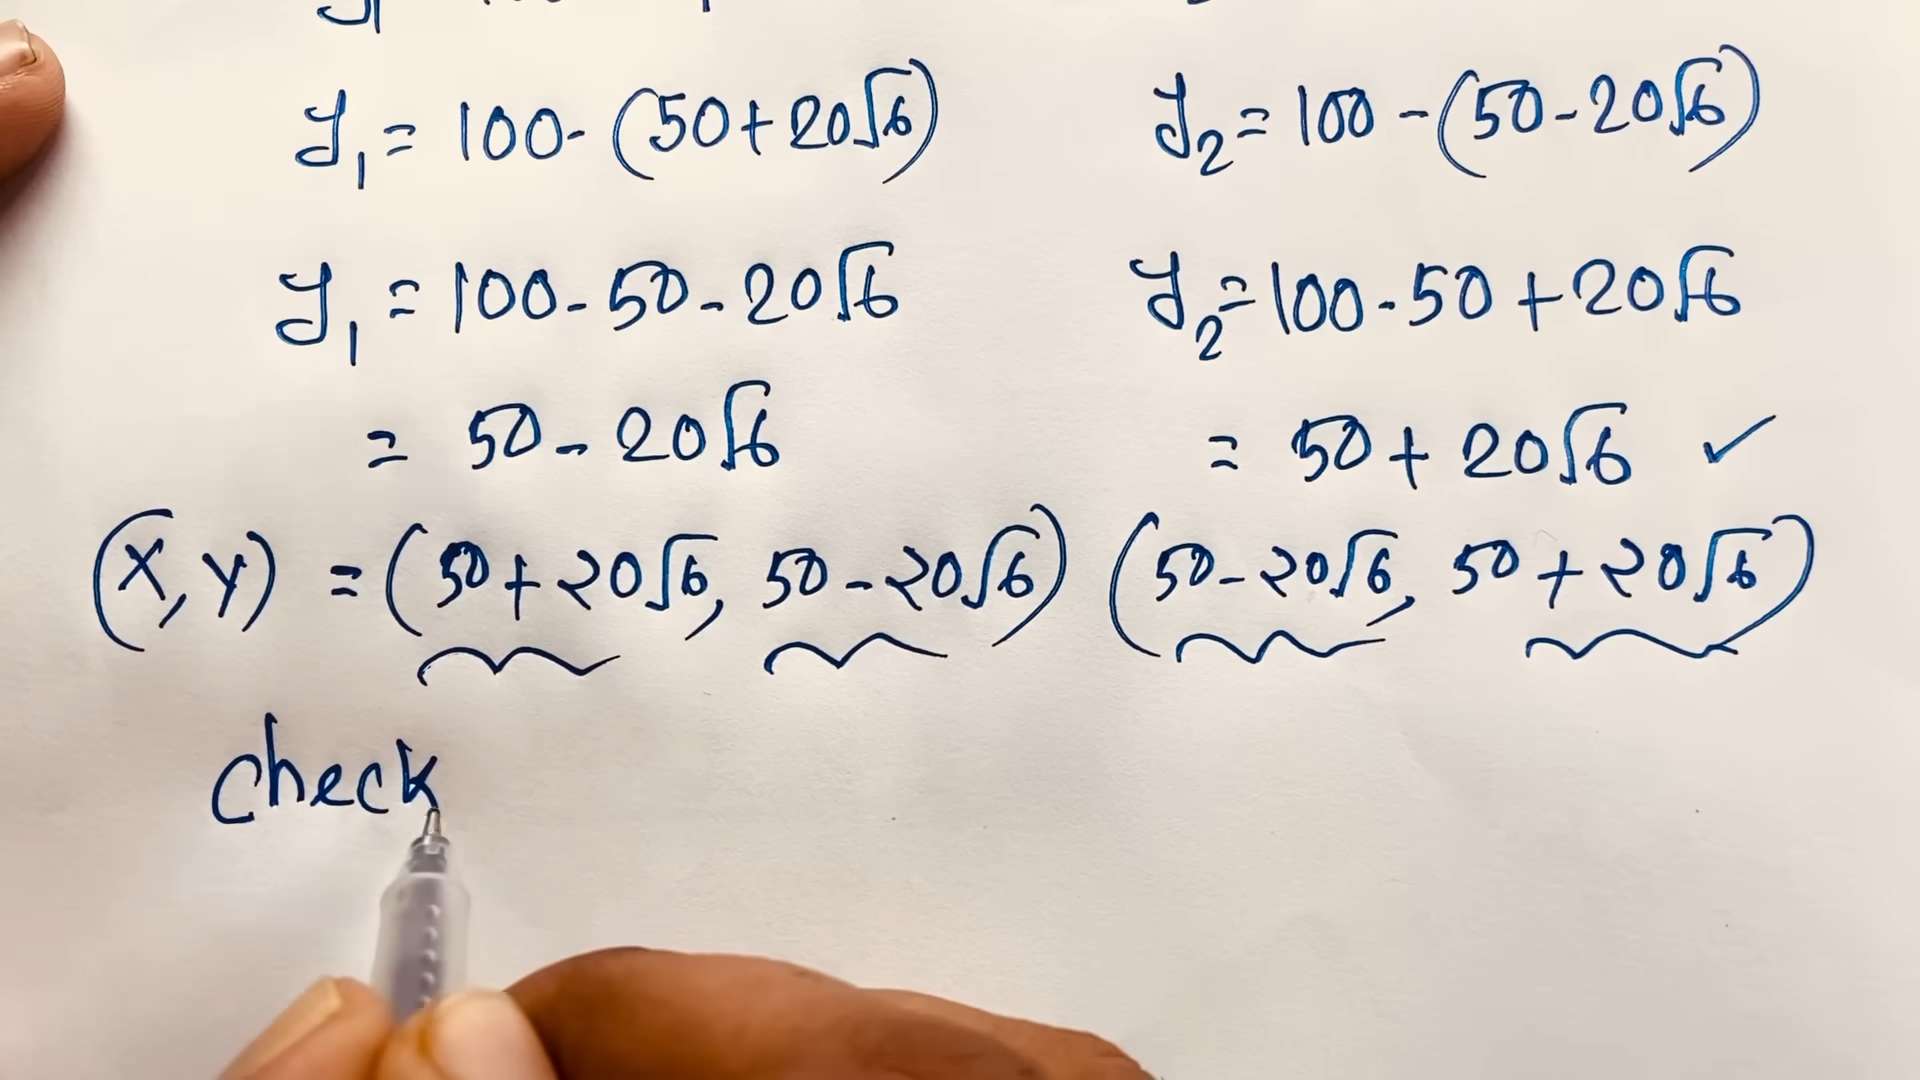 y₁ = 100 - (50 + 20√6) y₂ = 100 - (50 - 20√6)
y₁ = 100 - 50 - 20√6 y₂ = 100 - 50 + 20√6
= 50 - 20√6 = 50 + 20√6 ✓
(X, Y) = (50 + 20√6, 50 - 20√6) (50 - 20√6, 50 + 20√6)
check